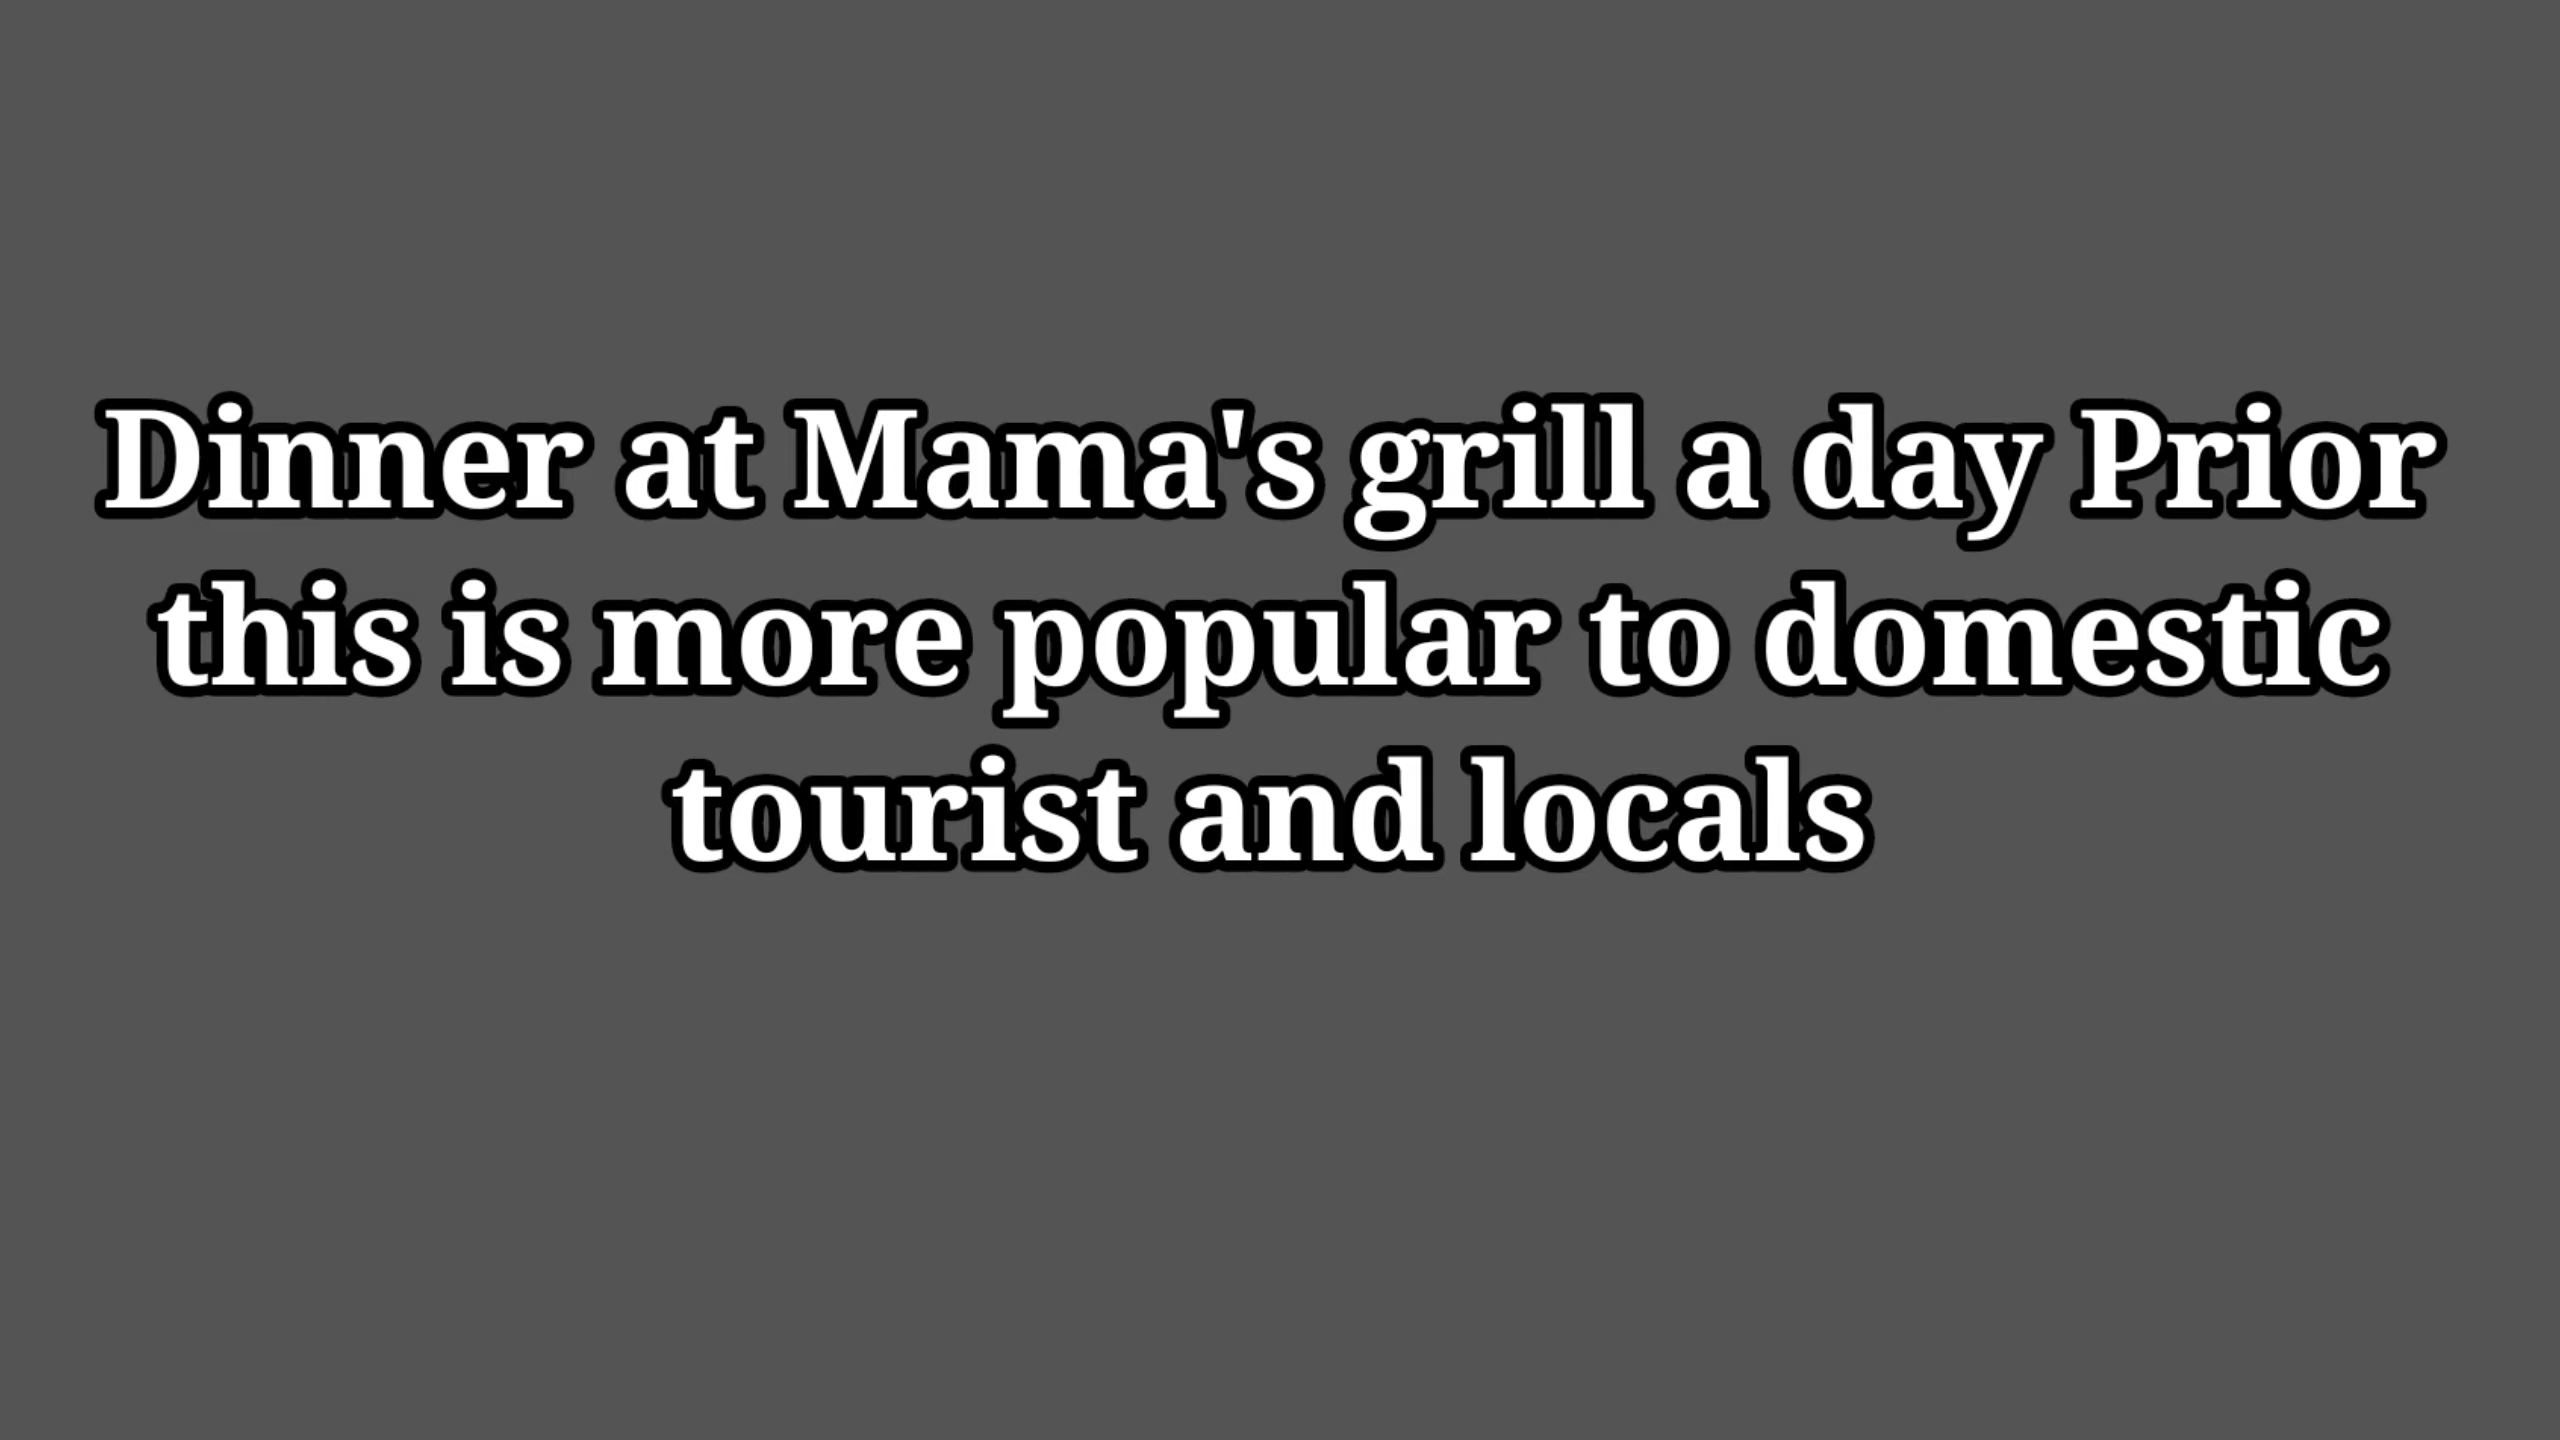 Dinner at Mama's grill a day Prior
this is more popular to domestic
tourist and locals